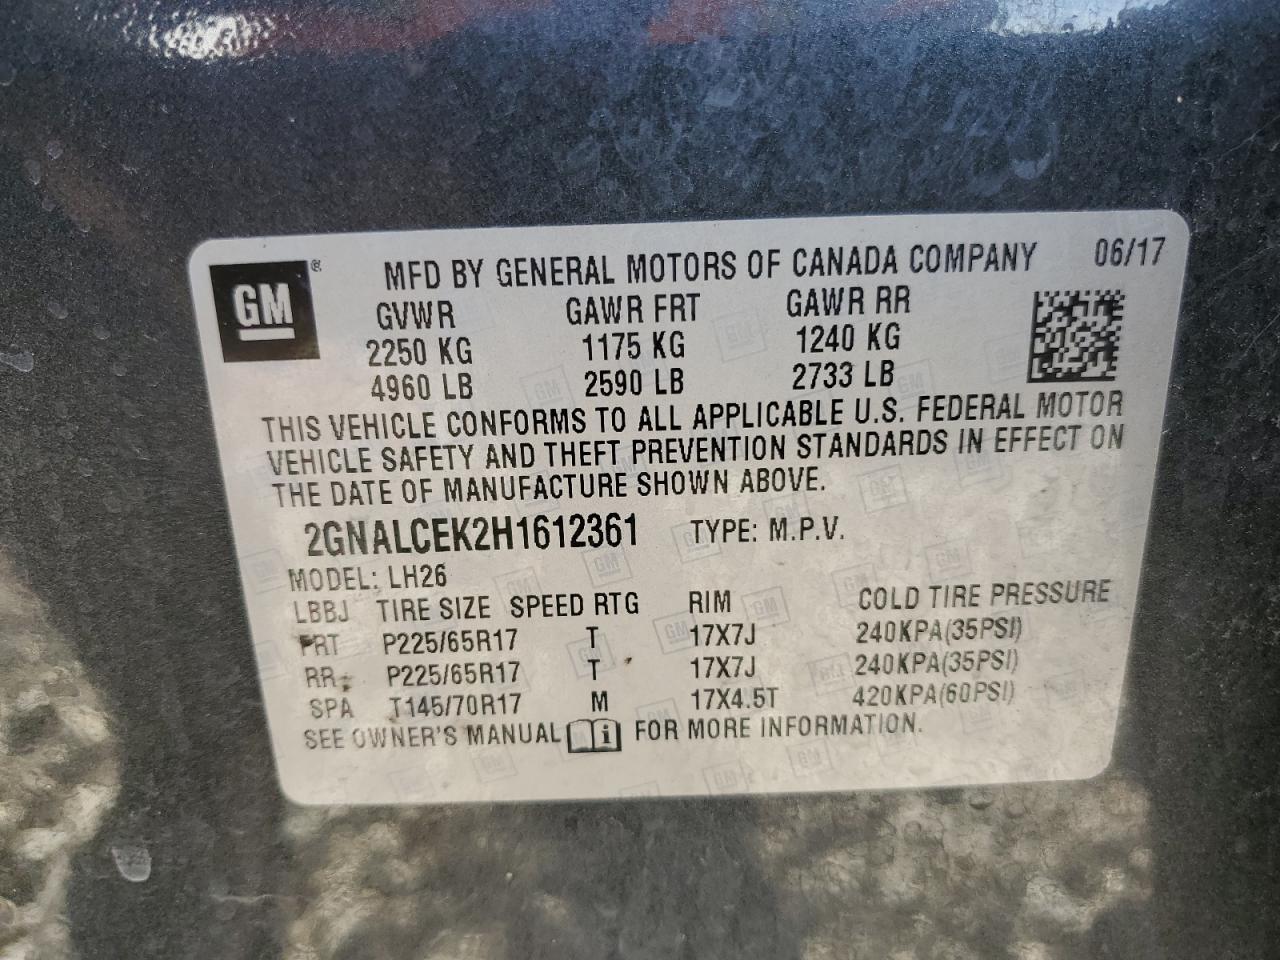 GM ® MFD BY GENERAL MOTORS OF CANADA COMPANY 06/17
GVWR GAWR FRT GAWR RR
2250 KG 1175 KG 1240 KG
4960 LB 2590 LB 2733 LB
THIS VEHICLE CONFORMS TO ALL APPLICABLE U.S. FEDERAL MOTOR
VEHICLE SAFETY AND THEFT PREVENTION STANDARDS IN EFFECT ON
THE DATE OF MANUFACTURE SHOWN ABOVE.
2GNALCEK2H1612361 TYPE: M.P.V.
MODEL: LH26
LBBJ TIRE SIZE SPEED RTG RIM COLD TIRE PRESSURE
FRT P225/65R17 T 17X7J 240KPA(35PSI)
RR P225/65R17 T 17X7J 240KPA(35PSI)
SPA T145/70R17 M 17X4.5T 420KPA(60PSI)
SEE OWNER'S MANUAL i FOR MORE INFORMATION.